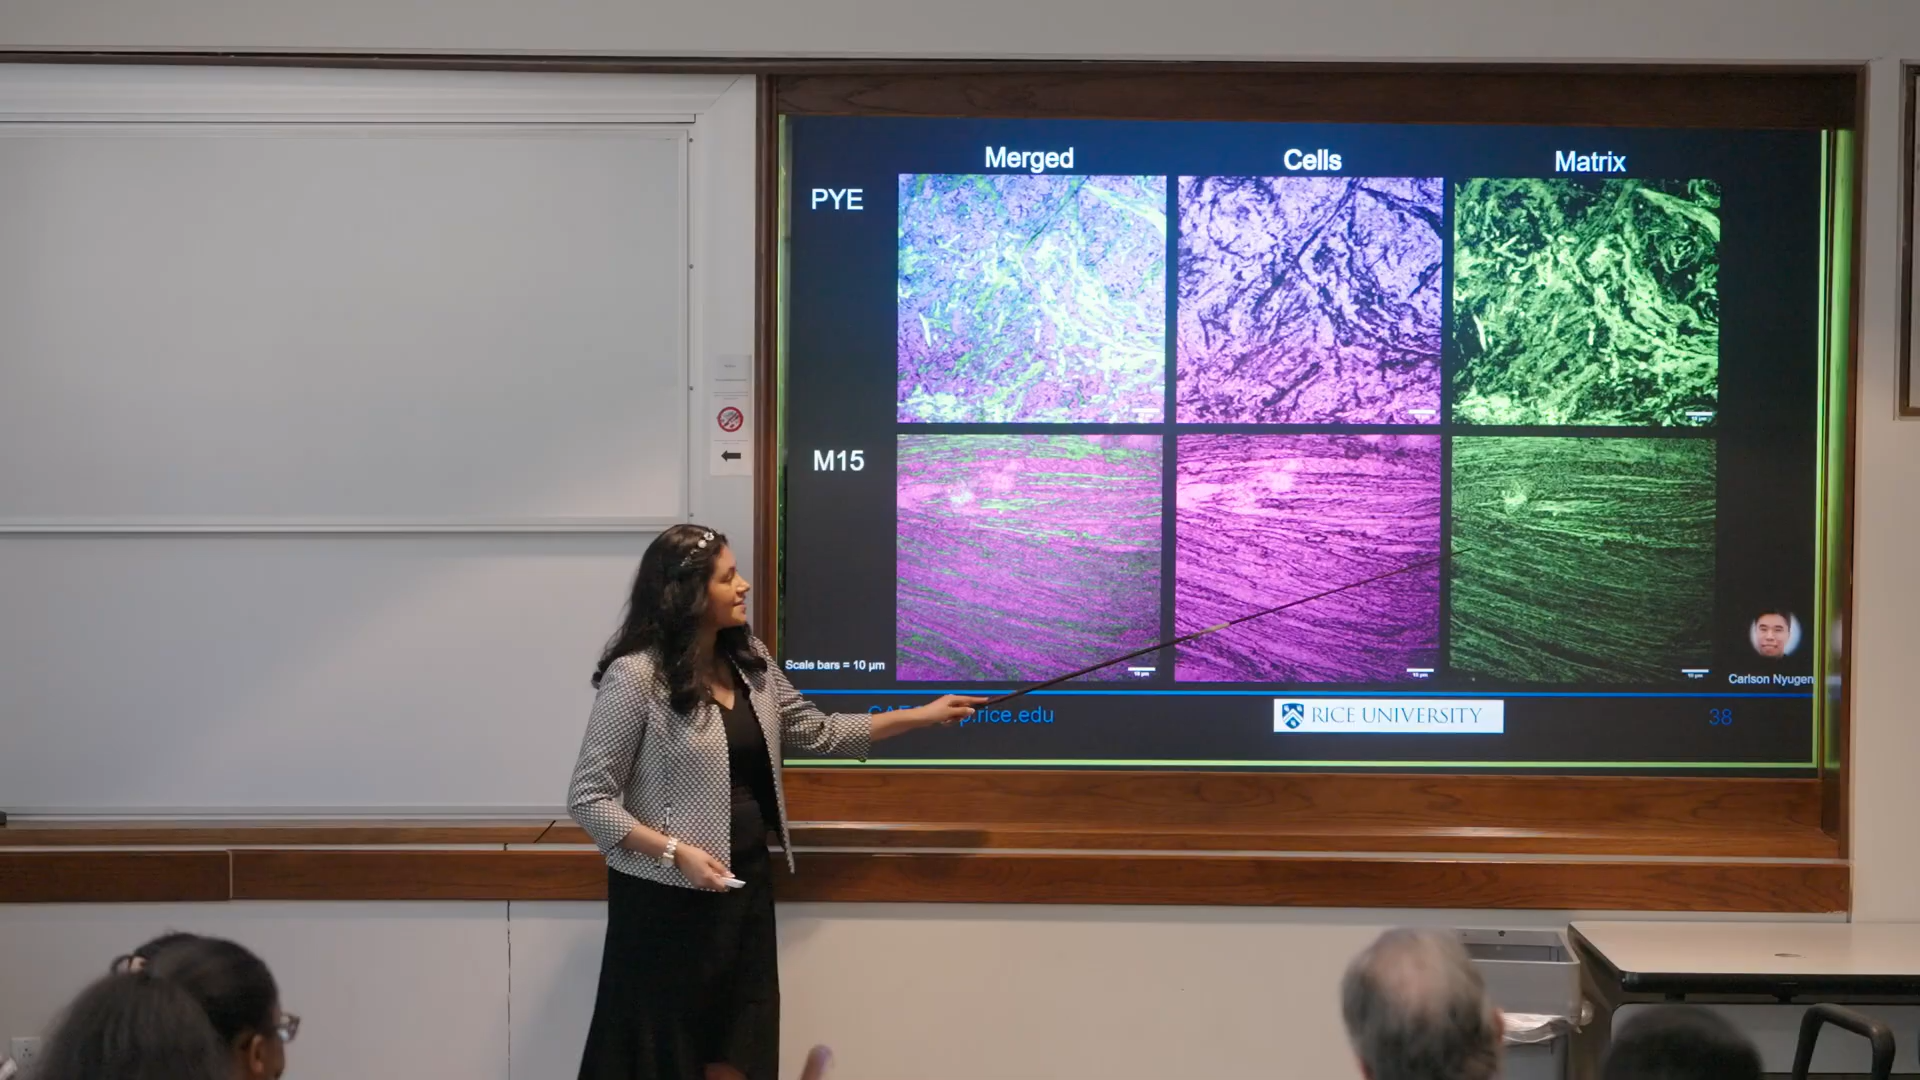 Merged Cells Matrix
PYE
M15
Scale bars = 10 µm
Carlson Nyugen
p.rice.edu
RICE UNIVERSITY
38